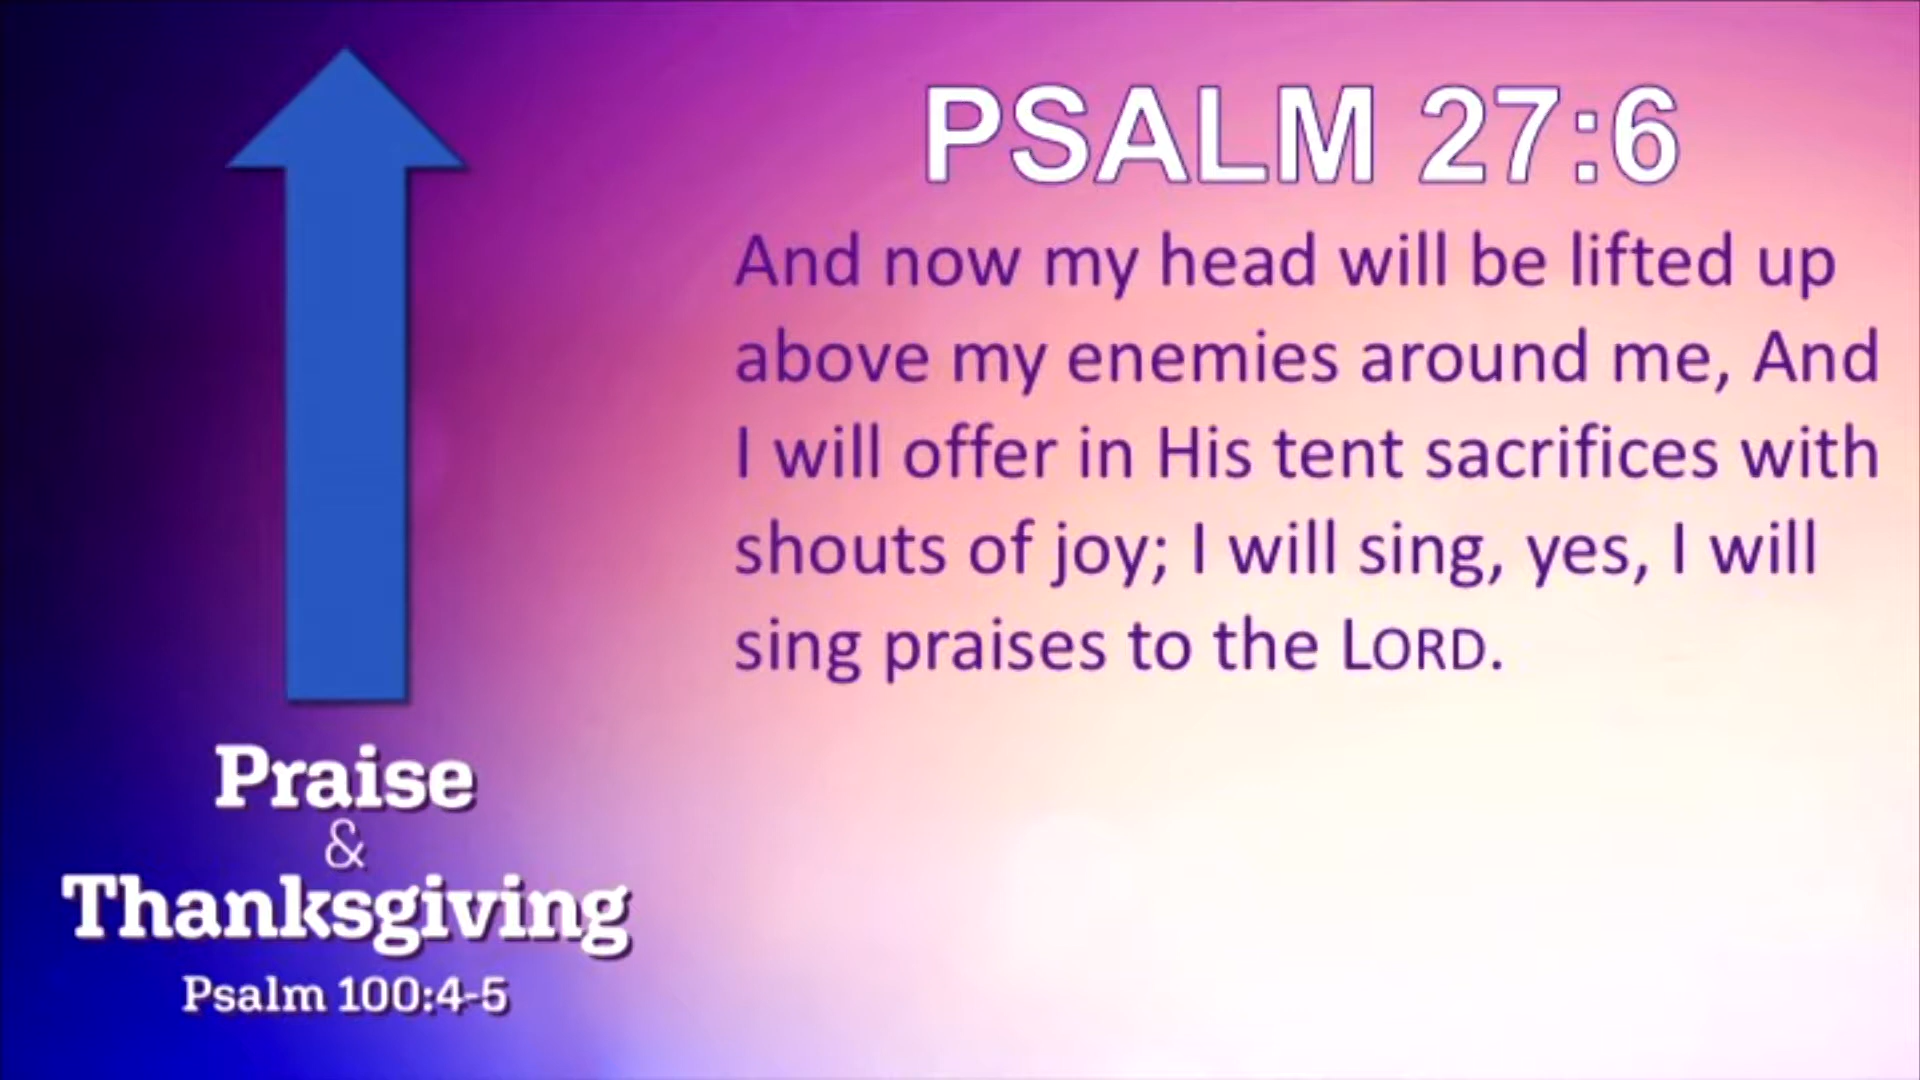 PSALM 27:6
And now my head will be lifted up
above my enemies around me, And
I will offer in His tent sacrifices with
shouts of joy; I will sing, yes, I will
sing praises to the LORD.
Praise
&
Thanksgiving
Psalm 100:4-5